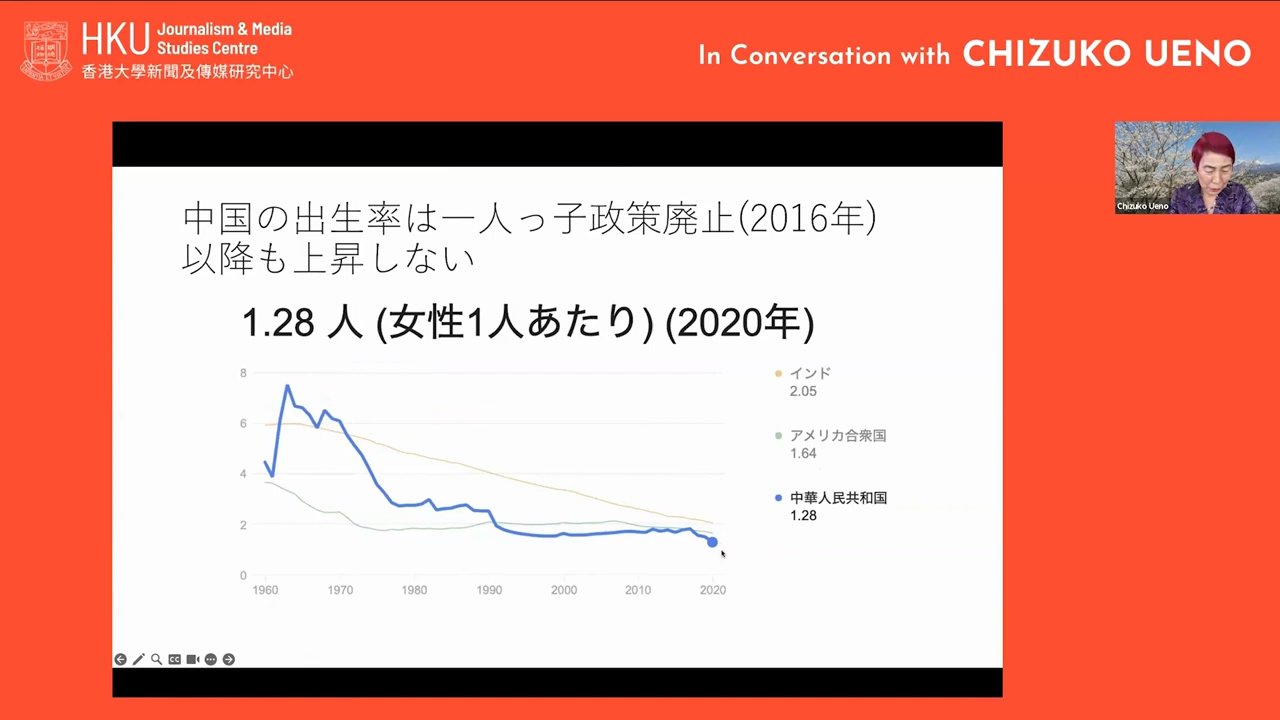 HKU Journalism & Media
Studies Centre
香港大學新聞及傳媒研究中心
In Conversation with CHIZUKO UENO
Chizuko Ueno
中国の出生率は一人っ子政策廃止(2016年)
以降も上昇しない
1.28 人 (女性1人あたり) (2020年)
8
6
4
2
0
1960 1970 1980 1990 2000 2010 2020
インド
2.05
アメリカ合衆国
1.64
中華人民共和国
1.28
CC